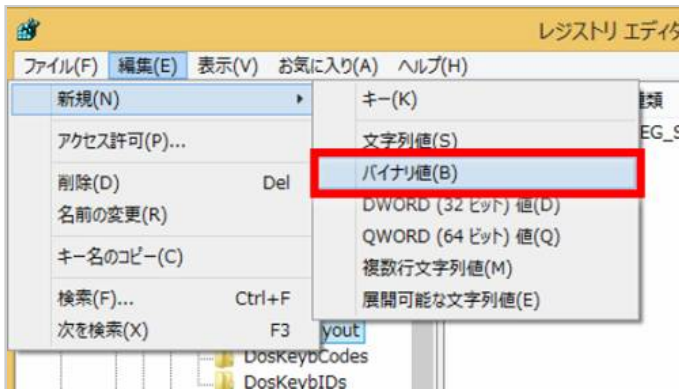 レジストリ エディタ
ファイル(F) 編集(E) 表示(V) お気に入り(A) ヘルプ(H)
新規(N)
キー(K)
アクセス許可(P)...
文字列値(S)
EG_S
削除(D) Del
バイナリ値(B)
名前の変更(R)
DWORD (32 ビット) 値(D)
QWORD (64 ビット) 値(Q)
キー名のコピー(C)
複数行文字列値(M)
検索(F)... Ctrl+F
展開可能な文字列値(E)
次を検索(X) F3
yout
DosKeybCodes
DosKeybIDs